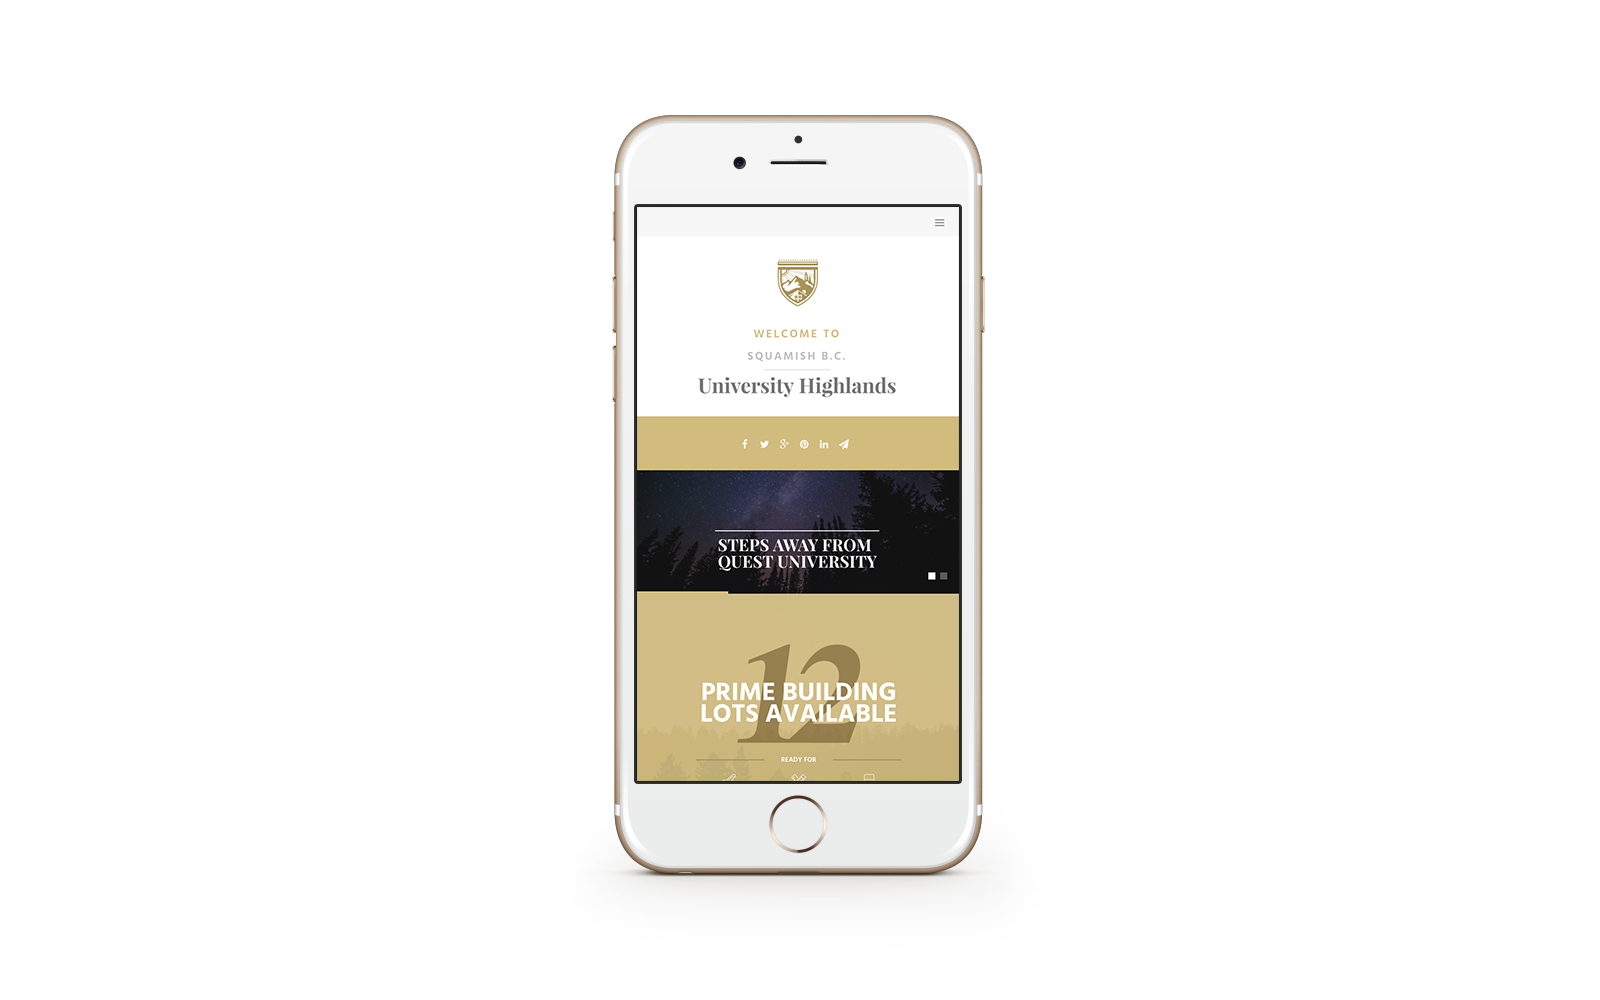 WELCOME TO
SQUAMISH B.C.
University Highlands
STEPS AWAY FROM
QUEST UNIVERSITY
12
PRIME BUILDING
LOTS AVAILABLE
READY FOR